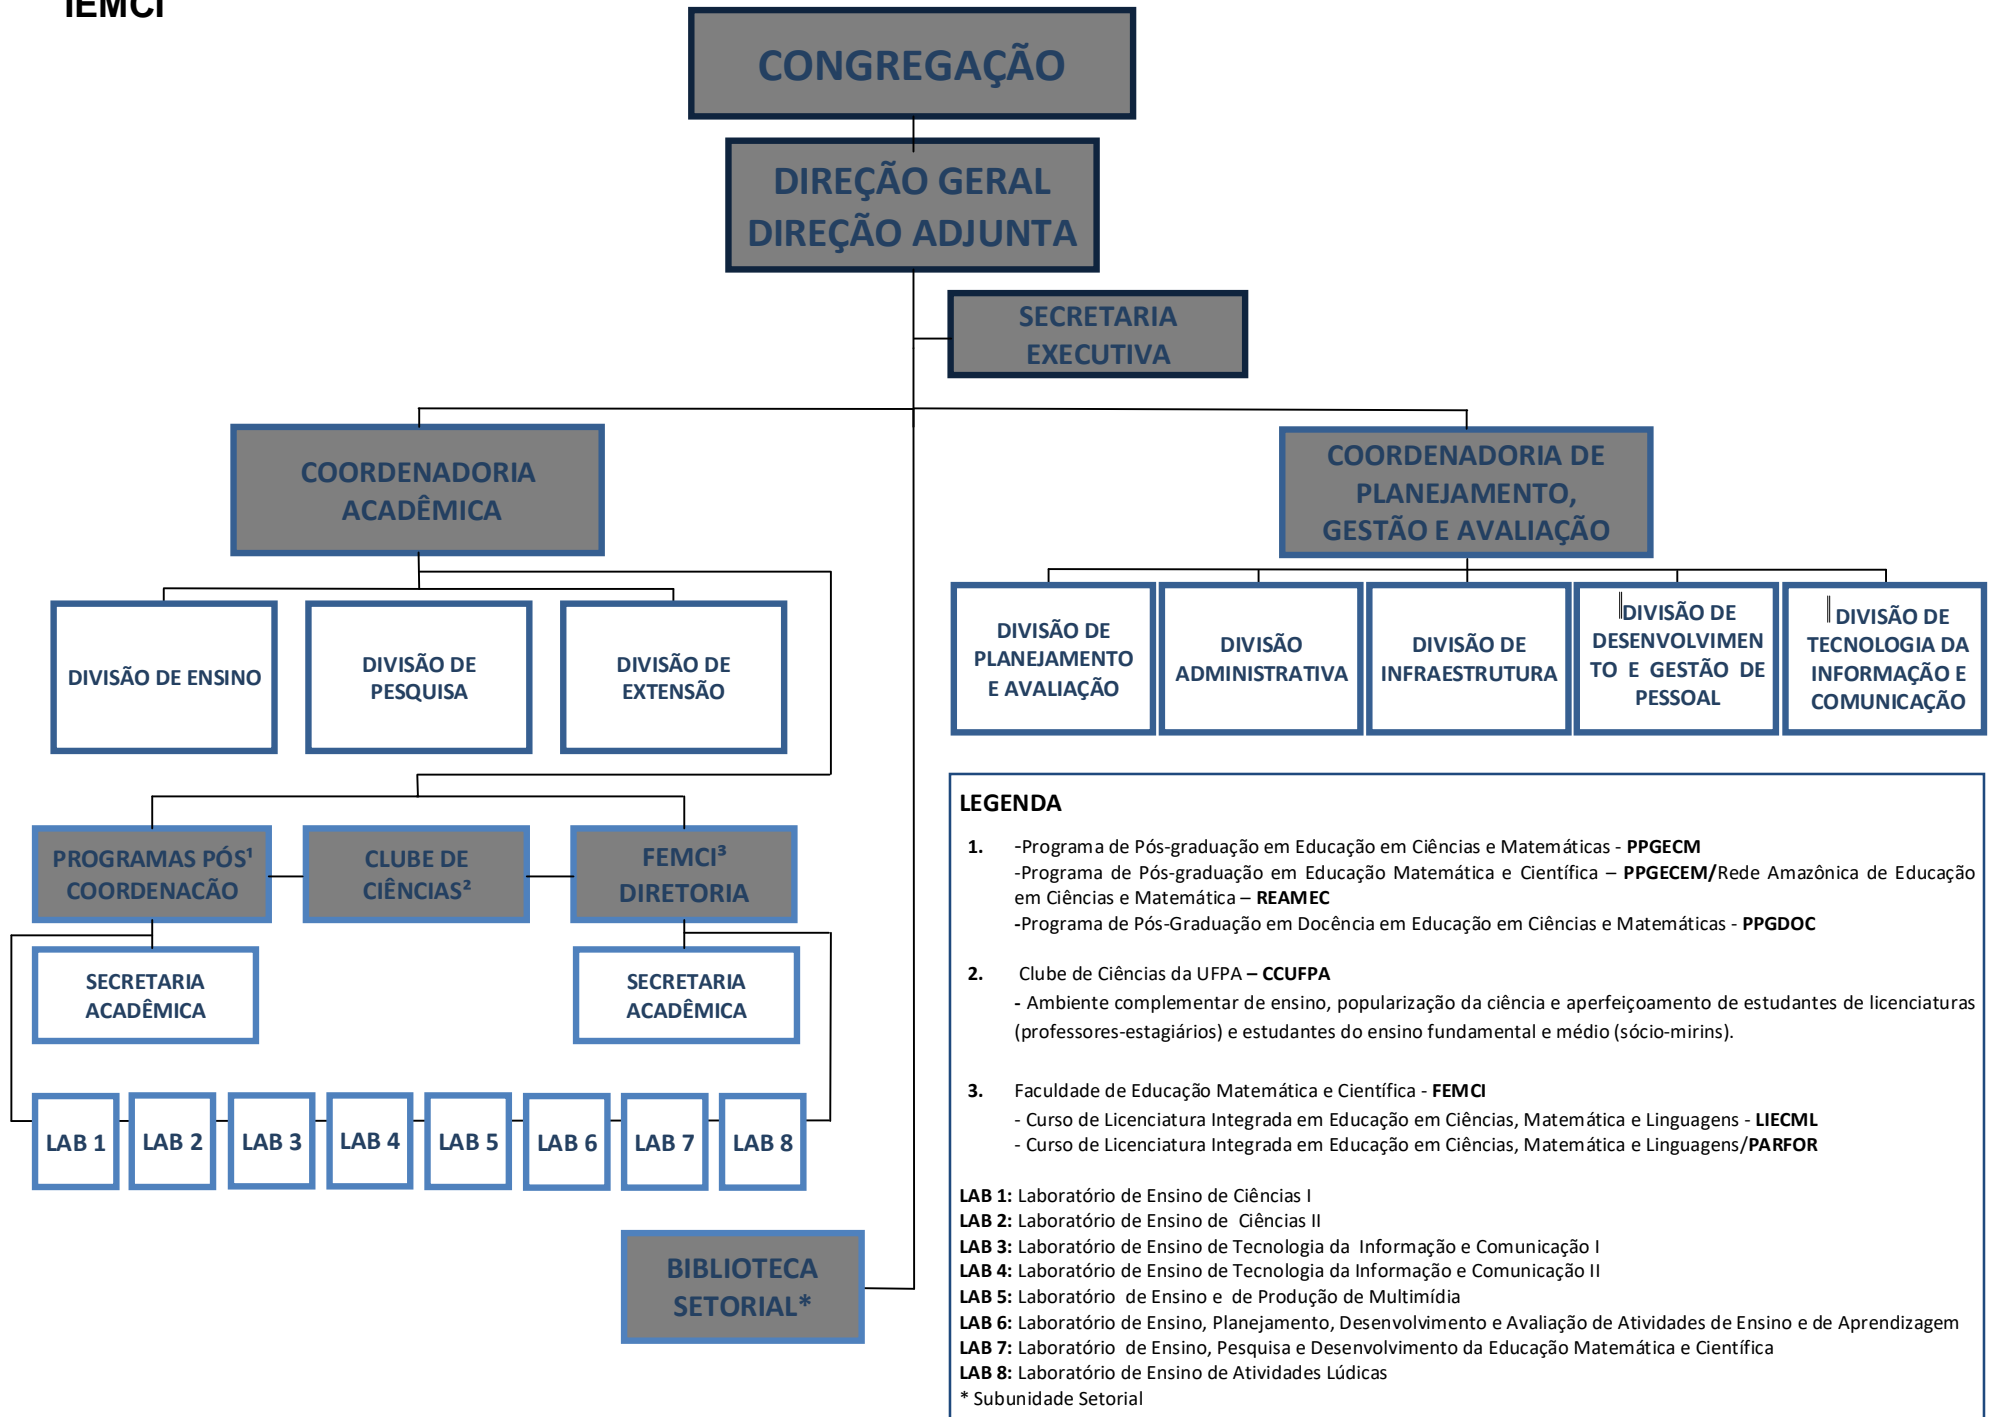 IEMCI
CONGREGAÇÃO
DIREÇÃO GERAL
DIREÇÃO ADJUNTA
SECRETARIA
EXECUTIVA
COORDENADORIA
ACADÊMICA
COORDENADORIA DE
PLANEJAMENTO,
GESTÃO E AVALIAÇÃO
DIVISÃO DE ENSINO
DIVISÃO DE
PESQUISA
DIVISÃO DE
EXTENSÃO
DIVISÃO DE
PLANEJAMENTO
E AVALIAÇÃO
DIVISÃO
ADMINISTRATIVA
DIVISÃO DE
INFRAESTRUTURA
DIVISÃO DE
DESENVOLVIMEN
TO E GESTÃO DE
PESSOAL
DIVISÃO DE
TECNOLOGIA DA
INFORMAÇÃO E
COMUNICAÇÃO
PROGRAMAS PÓS¹
COORDENACÃO
CLUBE DE
CIÊNCIAS²
FEMCI³
DIRETORIA
SECRETARIA
ACADÊMICA
SECRETARIA
ACADÊMICA
LAB 1
LAB 2
LAB 3
LAB 4
LAB 5
LAB 6
LAB 7
LAB 8
BIBLIOTECA
SETORIAL*
LEGENDA
1. -Programa de Pós-graduação em Educação em Ciências e Matemáticas - PPGECM
-Programa de Pós-graduação em Educação Matemática e Científica – PPGECEM/Rede Amazônica de Educação
em Ciências e Matemática – REAMEC
-Programa de Pós-Graduação em Docência em Educação em Ciências e Matemáticas - PPGDOC
2. Clube de Ciências da UFPA – CCUFPA
- Ambiente complementar de ensino, popularização da ciência e aperfeiçoamento de estudantes de licenciaturas
(professores-estagiários) e estudantes do ensino fundamental e médio (sócio-mirins).
3. Faculdade de Educação Matemática e Científica - FEMCI
- Curso de Licenciatura Integrada em Educação em Ciências, Matemática e Linguagens - LIECML
- Curso de Licenciatura Integrada em Educação em Ciências, Matemática e Linguagens/PARFOR
LAB 1: Laboratório de Ensino de Ciências I
LAB 2: Laboratório de Ensino de Ciências II
LAB 3: Laboratório de Ensino de Tecnologia da Informação e Comunicação I
LAB 4: Laboratório de Ensino de Tecnologia da Informação e Comunicação II
LAB 5: Laboratório de Ensino e de Produção de Multimídia
LAB 6: Laboratório de Ensino, Planejamento, Desenvolvimento e Avaliação de Atividades de Ensino e de Aprendizagem
LAB 7: Laboratório de Ensino, Pesquisa e Desenvolvimento da Educação Matemática e Científica
LAB 8: Laboratório de Ensino de Atividades Lúdicas
* Subunidade Setorial